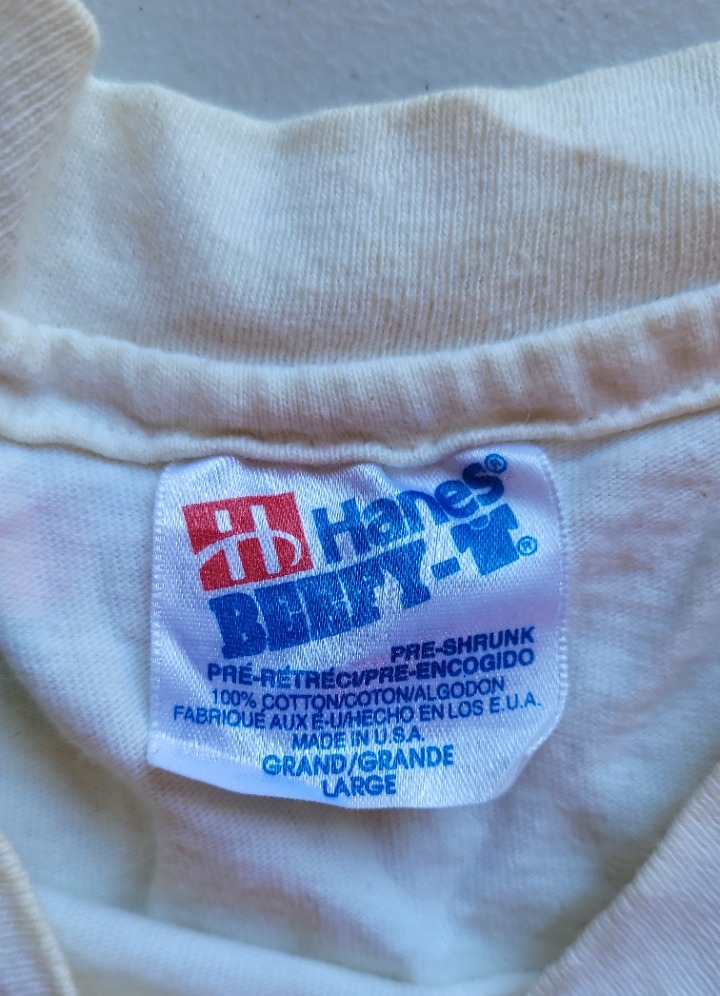 H Hanes®
BEEFY-T®
PRE-SHRUNK
PRÉ-RÉTRÉCI/PRE-ENCOGIDO
100% COTTON/COTON/ALGODON
FABRIQUÉ AUX É-U/HECHO EN LOS E.U.A.
MADE IN U.S.A.
GRAND/GRANDE
LARGE